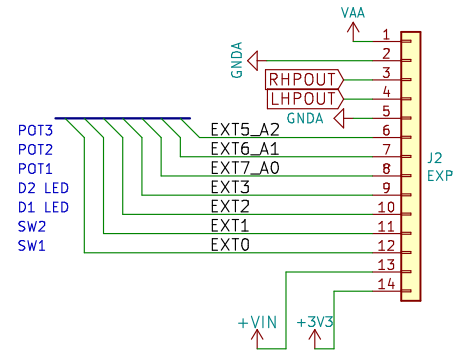 VAA
1
GNDA
2
RHPOUT
3
LHPOUT
4
GNDA
5
POT3
EXT5_A2
6
POT2
EXT6_A1
7
J2
POT1
EXT7_A0
8
EXP
D2 LED
EXT3
9
D1 LED
EXT2
10
SW2
EXT1
11
SW1
EXT0
12
13
14
+VIN
+3V3